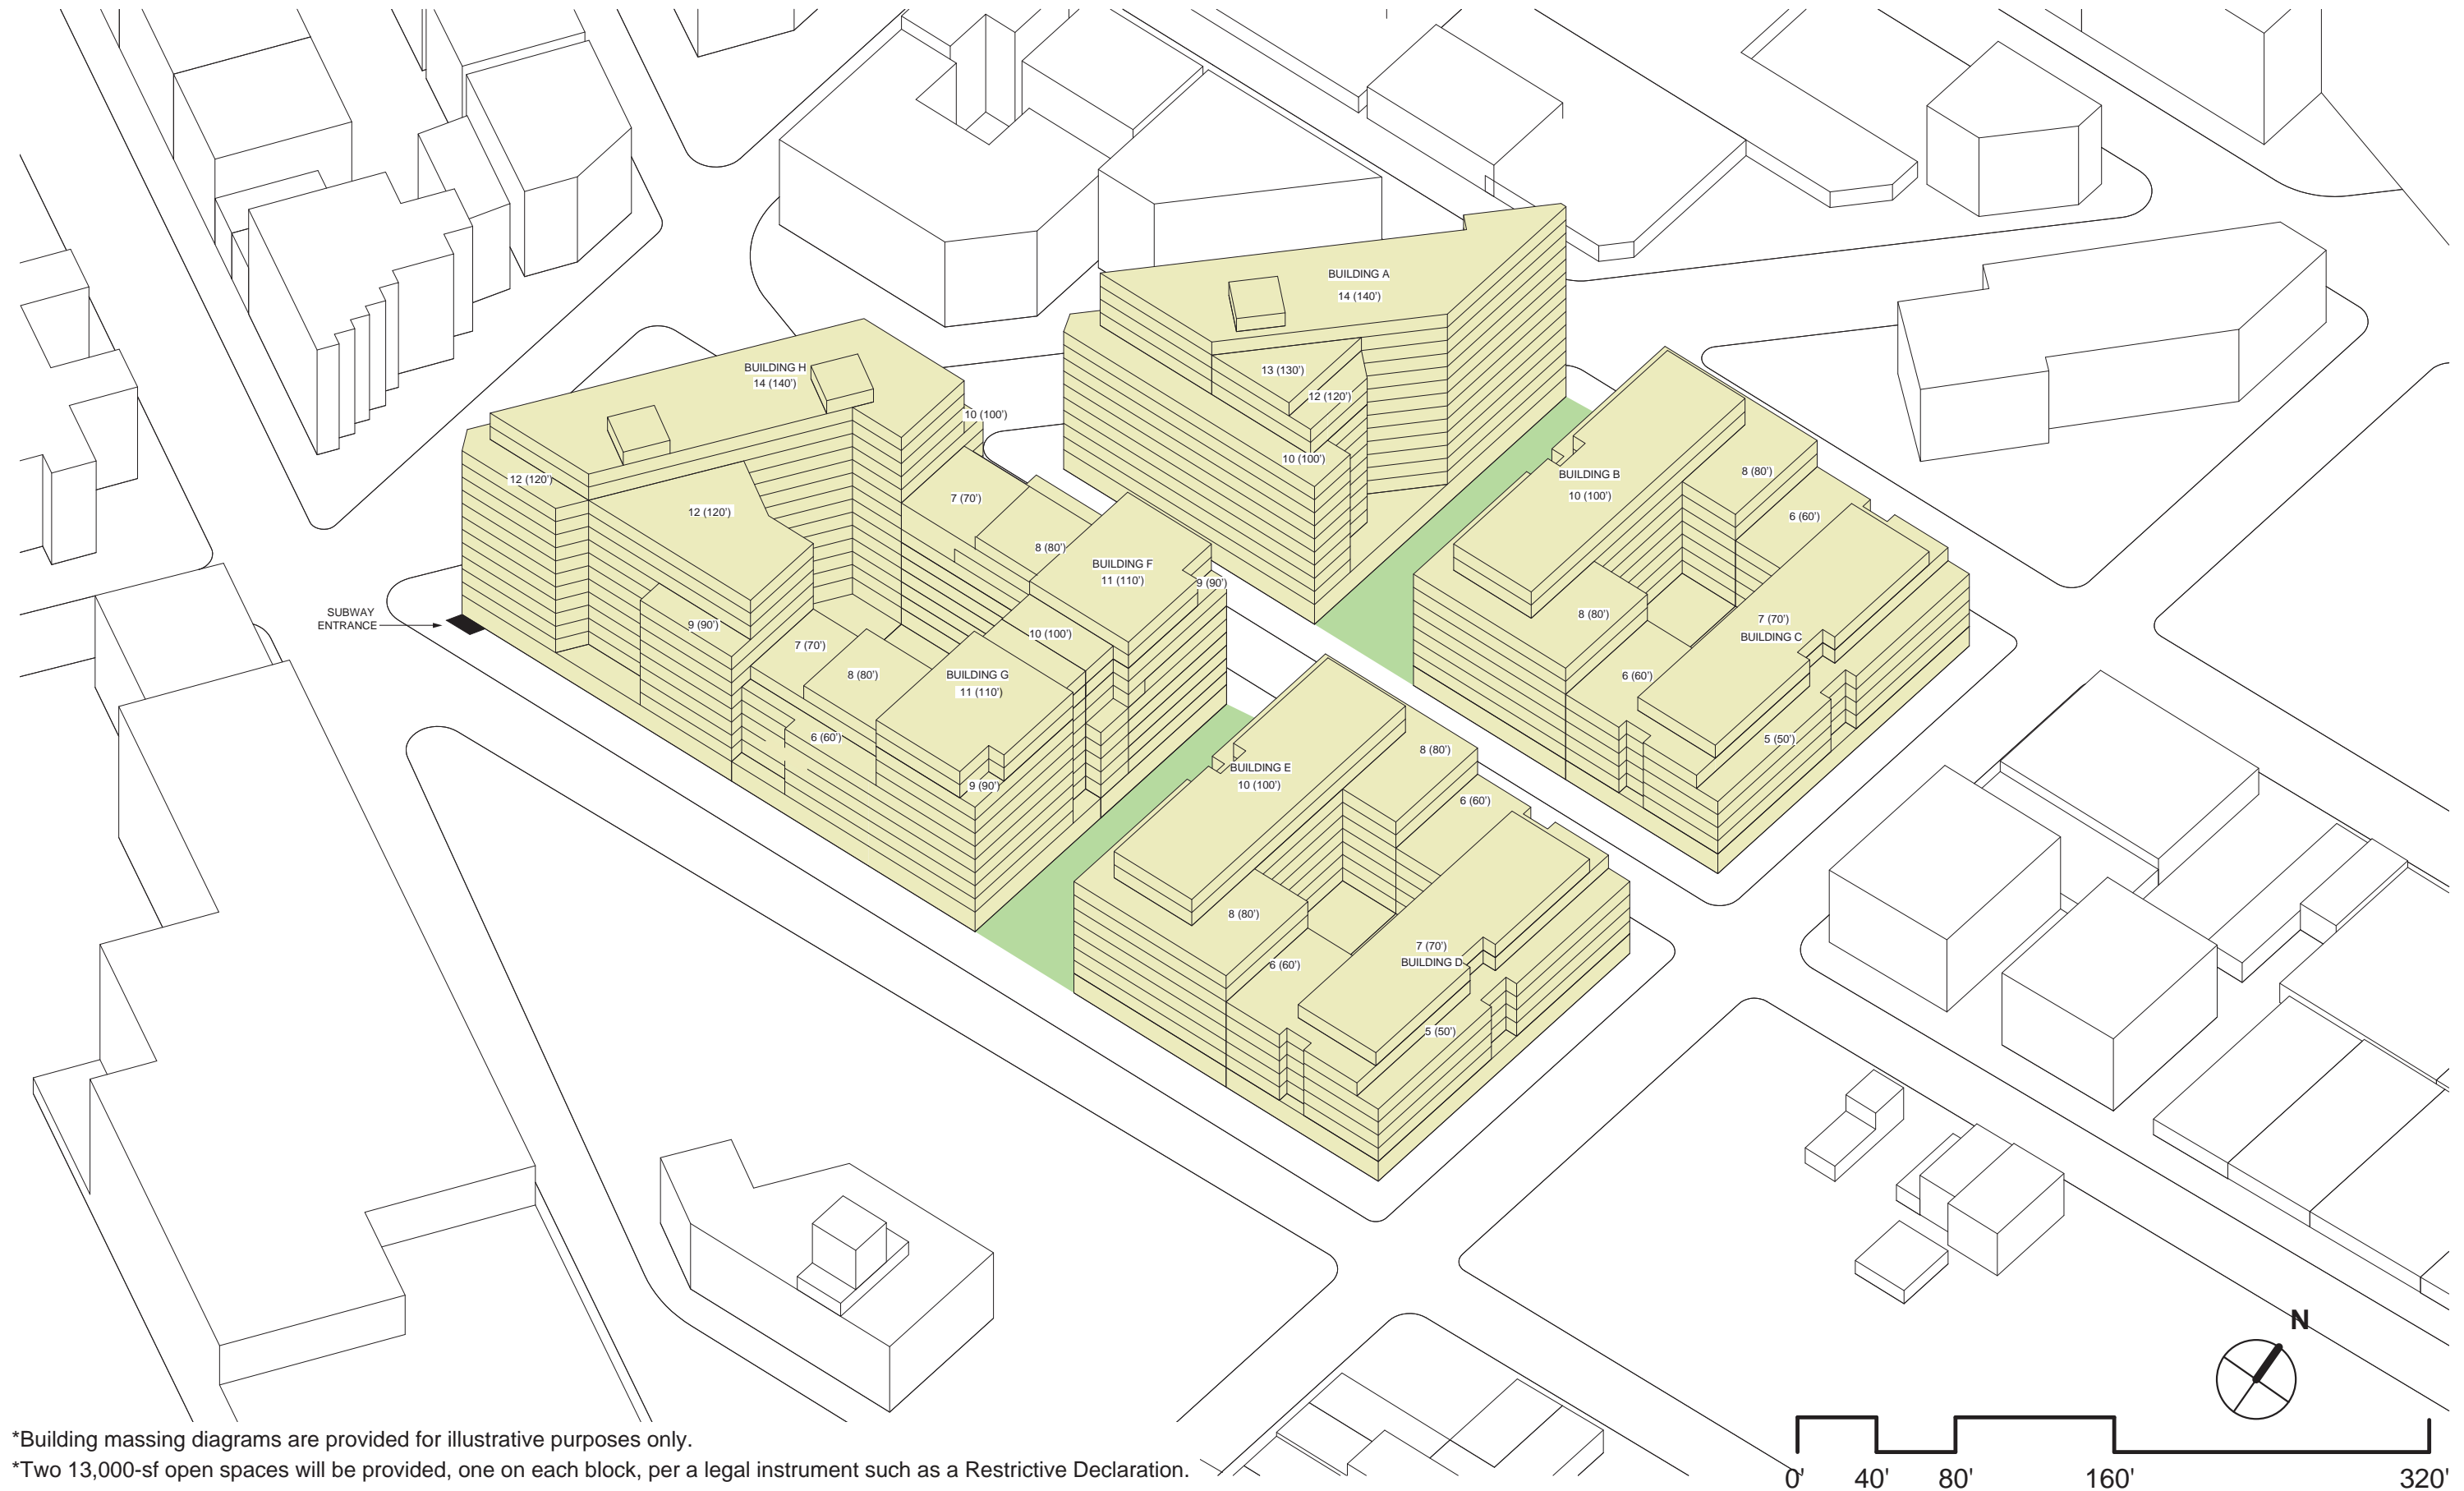 BUILDING A
14 (140')
13 (130')
12 (120')
10 (100')
BUILDING H
14 (140')
10 (100')
12 (120')
12 (120')
7 (70')
8 (80')
BUILDING F
11 (110')
9 (90')
10 (100')
9 (90')
7 (70')
8 (80')
BUILDING G
11 (110')
6 (60')
9 (90')
SUBWAY
ENTRANCE
BUILDING B
10 (100')
8 (80')
6 (60')
8 (80')
7 (70')
BUILDING C
6 (60')
5 (50')
BUILDING E
10 (100')
8 (80')
6 (60')
8 (80')
7 (70')
BUILDING D
6 (60')
5 (50')
N
0' 40' 80' 160' 320'
*Building massing diagrams are provided for illustrative purposes only.
*Two 13,000-sf open spaces will be provided, one on each block, per a legal instrument such as a Restrictive Declaration.